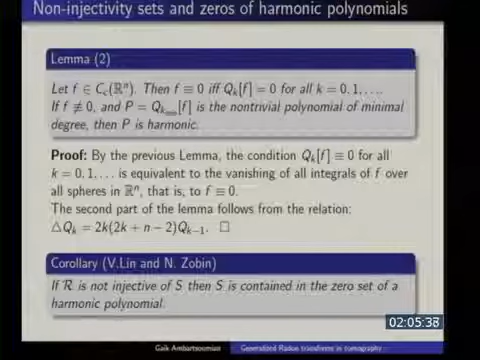 Non-injectivity sets and zeros of harmonic polynomials
Lemma (2)
Let f ∈ C_c(ℝⁿ). Then f ≡ 0 iff Q_k[f] = 0 for all k = 0, 1, . . . .
If f ≢ 0, and P = Q_{k_min}[f] is the nontrivial polynomial of minimal
degree, then P is harmonic.
Proof: By the previous Lemma, the condition Q_k[f] ≡ 0 for all
k = 0, 1, . . . is equivalent to the vanishing of all integrals of f over
all spheres in ℝⁿ, that is, to f ≡ 0.
The second part of the lemma follows from the relation:
△Q_k = 2k(2k + n − 2)Q_{k−1}. □
Corollary (V.Lin and N. Zobin)
If R is not injective of S then S is contained in the zero set of a
harmonic polynomial.
02:05:38
Gaik Ambartsoumian Generalized Radon transforms in tomography